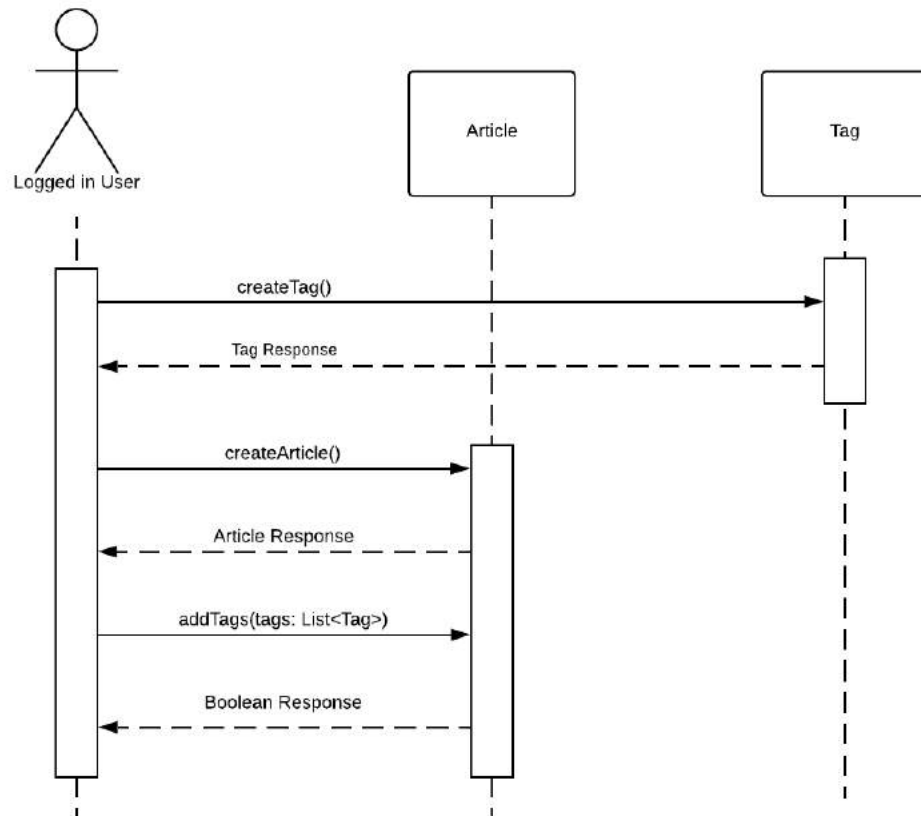 Article
Tag
Logged in User
createTag()
Tag Response
createArticle()
Article Response
addTags(tags: List<Tag>)
Boolean Response